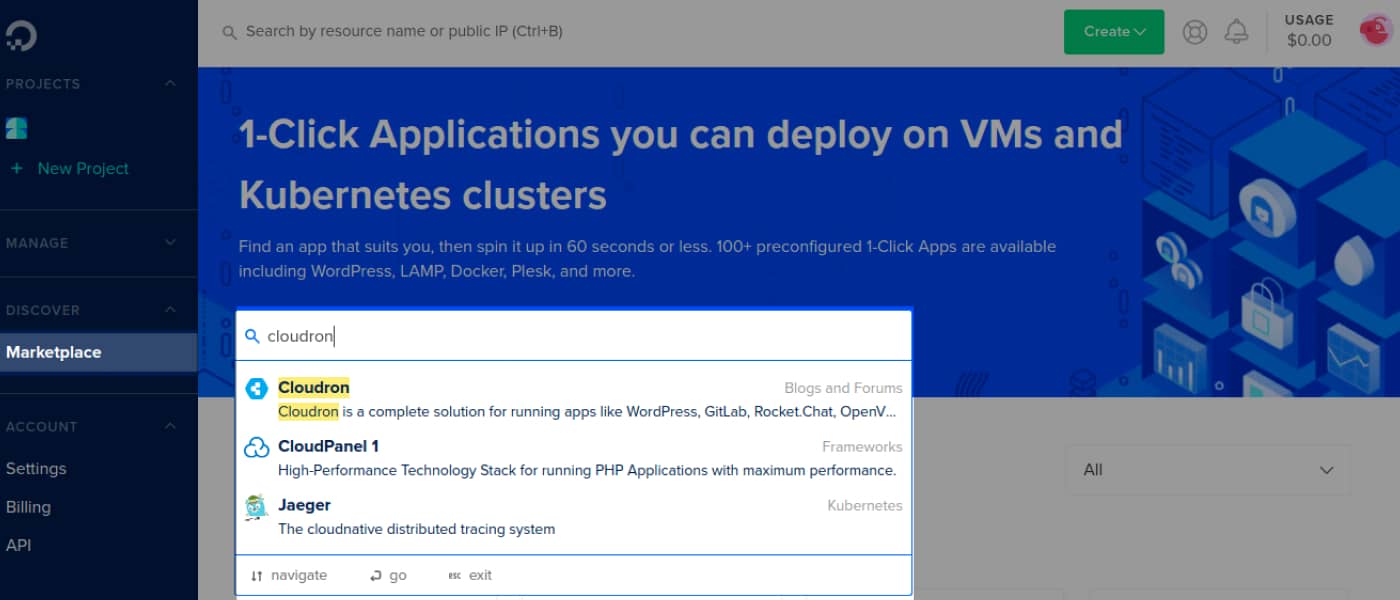 Search by resource name or public IP (Ctrl+B)
Create
USAGE
$0.00
PROJECTS
+ New Project
MANAGE
DISCOVER
Marketplace
ACCOUNT
Settings
Billing
API
1-Click Applications you can deploy on VMs and
Kubernetes clusters
Find an app that suits you, then spin it up in 60 seconds or less. 100+ preconfigured 1-Click Apps are available
including WordPress, LAMP, Docker, Plesk, and more.
cloudron
Cloudron Blogs and Forums
Cloudron is a complete solution for running apps like WordPress, GitLab, Rocket.Chat, OpenV...
CloudPanel 1 Frameworks
High-Performance Technology Stack for running PHP Applications with maximum performance.
Jaeger Kubernetes
The cloudnative distributed tracing system
navigate go ESC exit
All